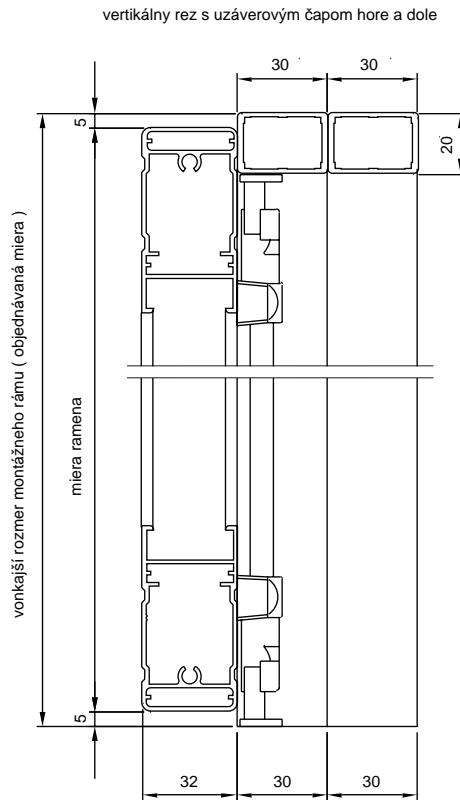 vertikálny rez s uzáverovým čapom hore a dole
30 30
5
20
vonkajší rozmer montážneho rámu ( objednávaná miera )
miera ramena
5
32 30 30